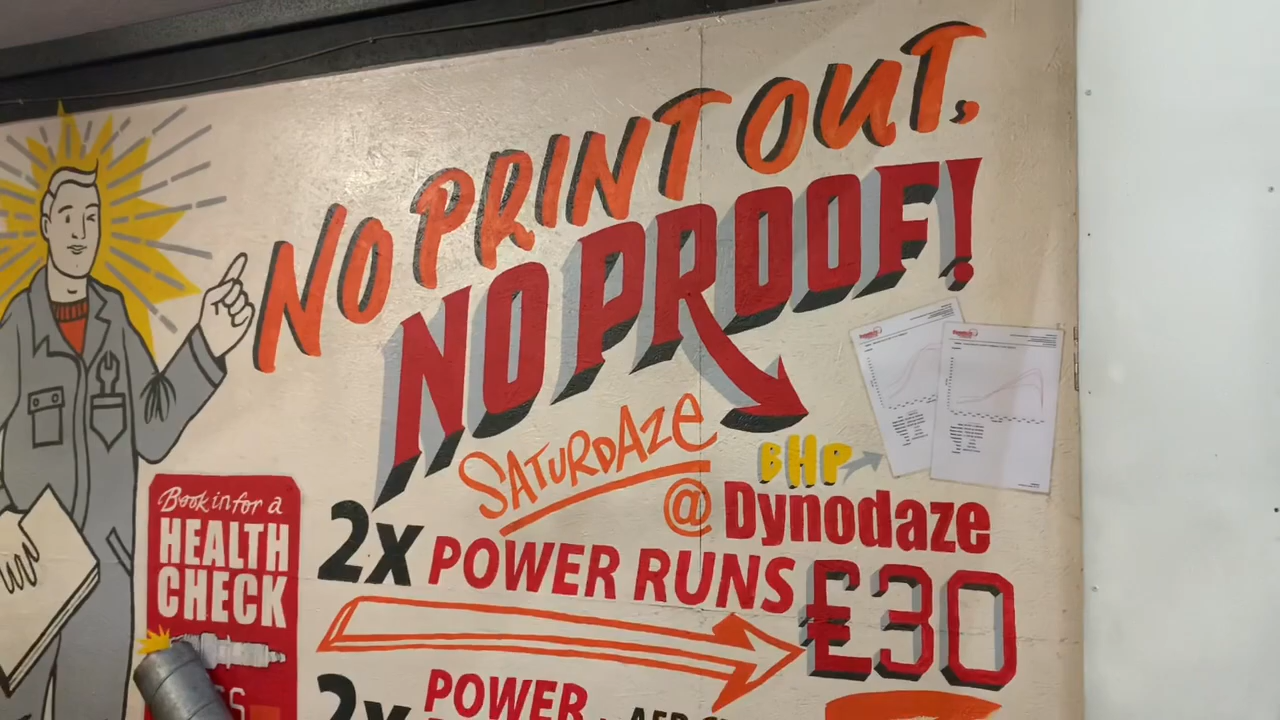 NO PRINT OUT,
NO PROOF!
SATURDAZE
BHP
@ Dynodaze
2x POWER RUNS £30
Book in for a
HEALTH
CHECK
2x POWER